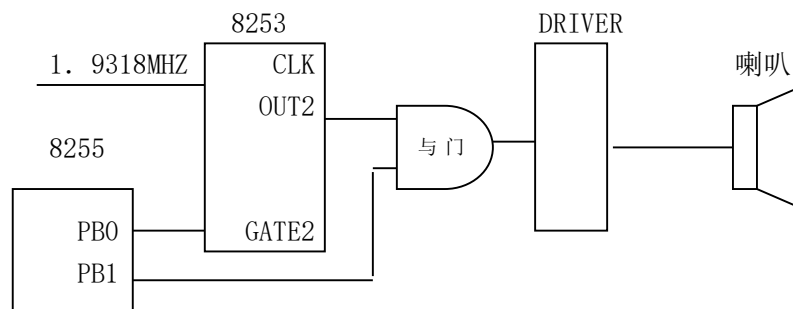 8253
DRIVER
1. 9318MHZ
CLK
喇叭
OUT2
8255
与门
PB0
GATE2
PB1